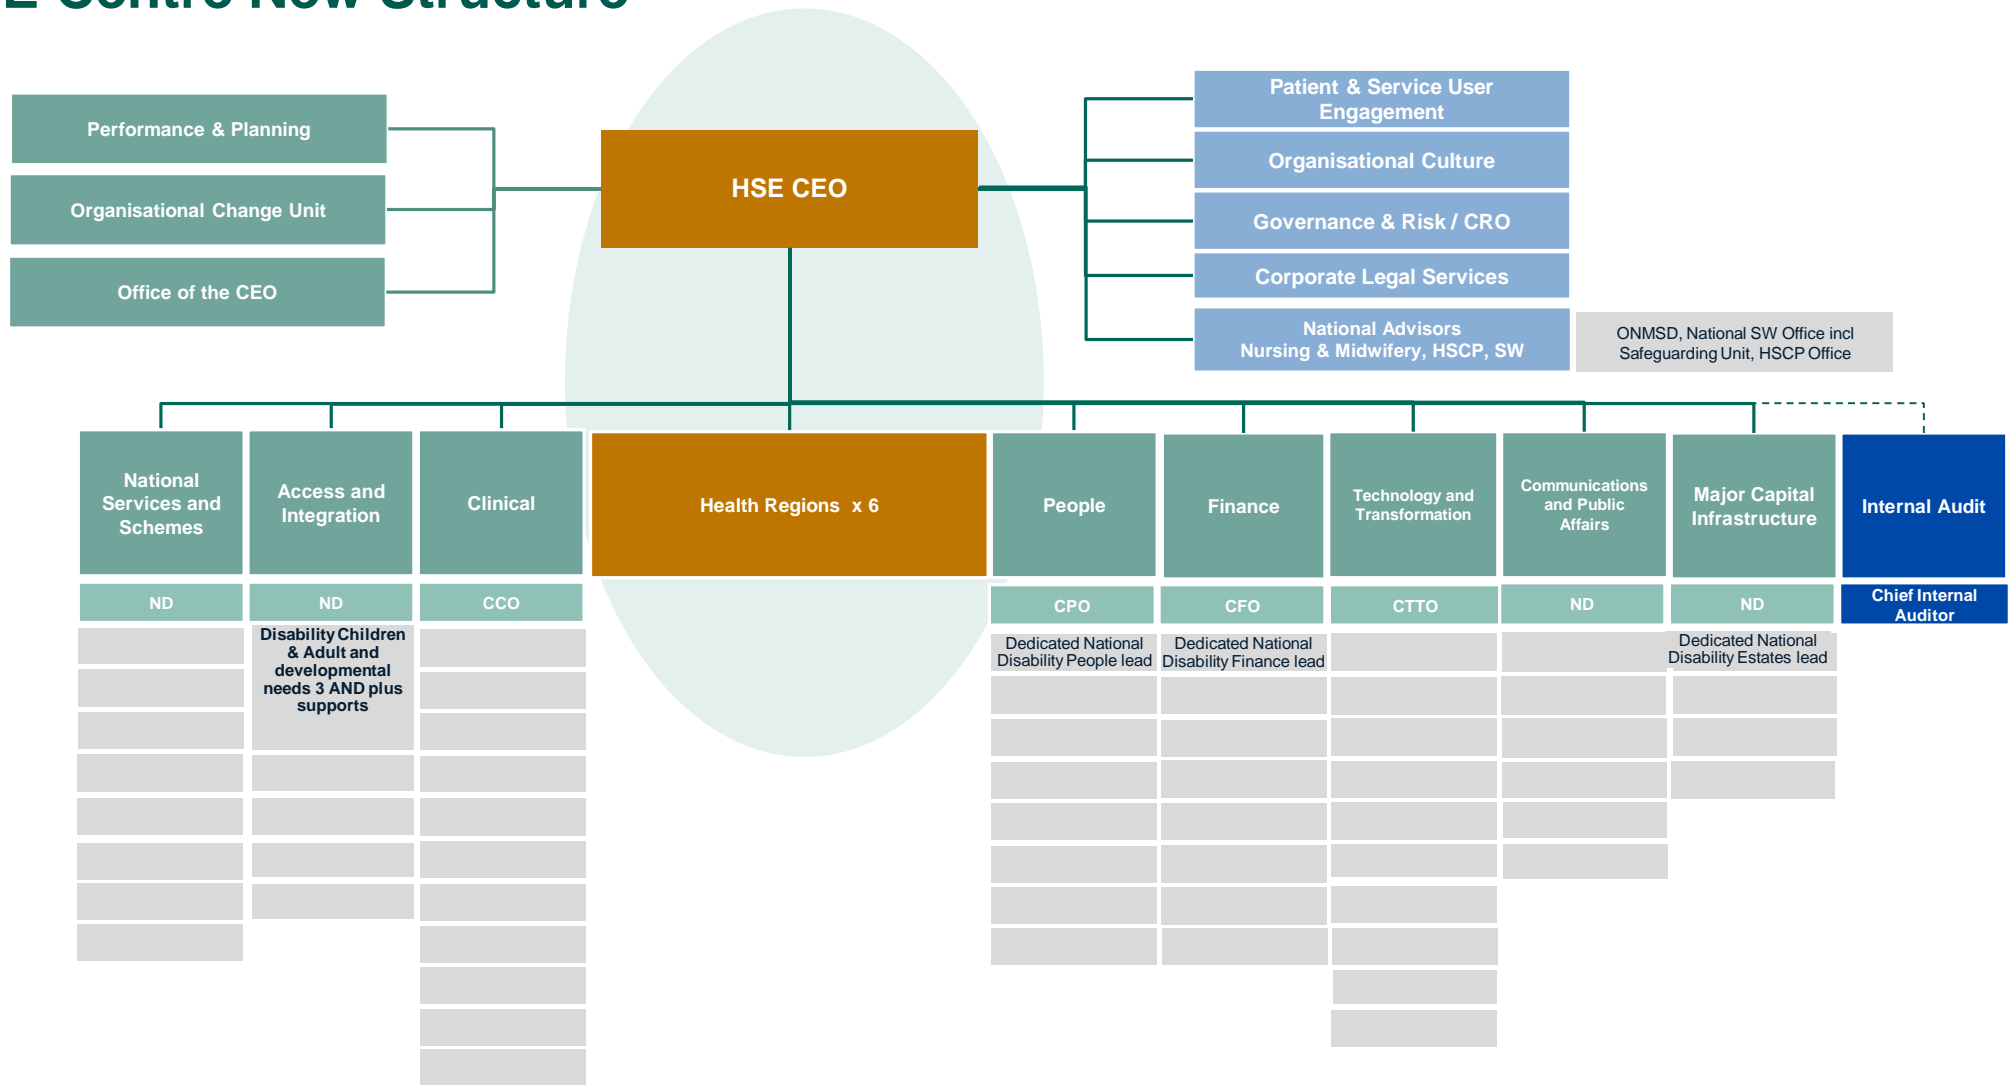 E Centre New Structure
Performance & Planning
Organisational Change Unit
Office of the CEO
HSE CEO
Patient & Service User
Engagement
Organisational Culture
Governance & Risk / CRO
Corporate Legal Services
National Advisors
Nursing & Midwifery, HSCP, SW
ONMSD, National SW Office incl
Safeguarding Unit, HSCP Office
National
Services and
Schemes
Access and
Integration
Clinical
Health Regions x 6
People
Finance
Technology and
Transformation
Communications
and Public
Affairs
Major Capital
Infrastructure
Internal Audit
ND
ND
CCO
CPO
CFO
CTTO
ND
ND
Chief Internal
Auditor
Disability Children
& Adult and
developmental
needs 3 AND plus
supports
Dedicated National
Disability People lead
Dedicated National
Disability Finance lead
Dedicated National
Disability Estates lead